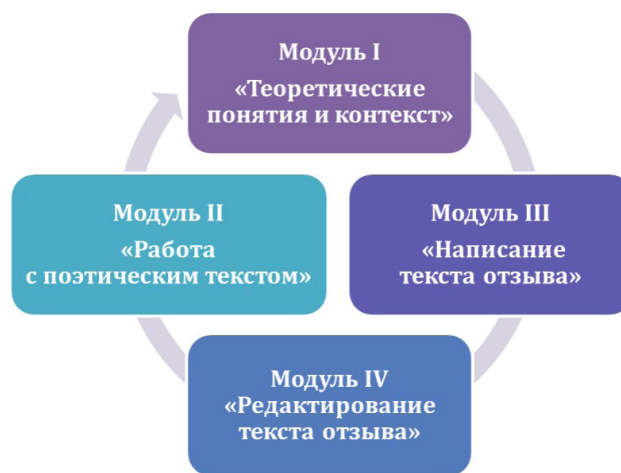 Модуль I
«Теоретические
понятия и контекст»
Модуль II
«Работа
с поэтическим текстом»
Модуль III
«Написание
текста отзыва»
Модуль IV
«Редактирование
текста отзыва»